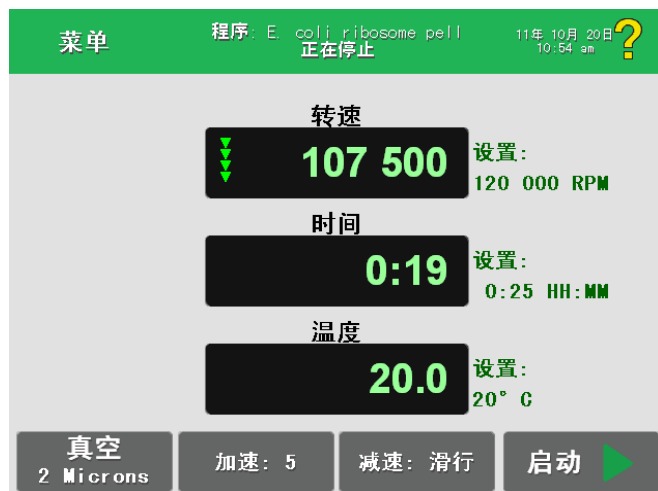 菜单
程序: E. coli ribosome pell
正在停止
11年 10月 20日
10:54 am
?
转速
107 500
设置:
120 000 RPM
时间
0:19
设置:
0:25 HH:MM
温度
20.0
设置:
20° C
真空
2 Microns
加速: 5
减速: 滑行
启动